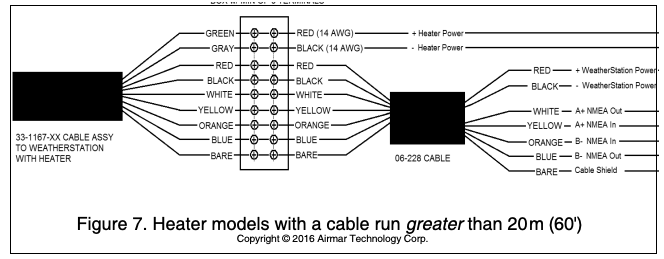 GREEN RED (14 AWG) + Heater Power
GRAY BLACK (14 AWG) - Heater Power
RED RED RED + WeatherStation Power
BLACK BLACK BLACK - WeatherStation Power
WHITE WHITE WHITE A+ NMEA Out
YELLOW YELLOW YELLOW A+ NMEA In
ORANGE ORANGE ORANGE B- NMEA In
BLUE BLUE BLUE B- NMEA Out
BARE BARE BARE Cable Shield
33-1167-XX CABLE ASSY
TO WEATHERSTATION
WITH HEATER
06-228 CABLE
Figure 7. Heater models with a cable run greater than 20m (60')
Copyright © 2016 Airmar Technology Corp.